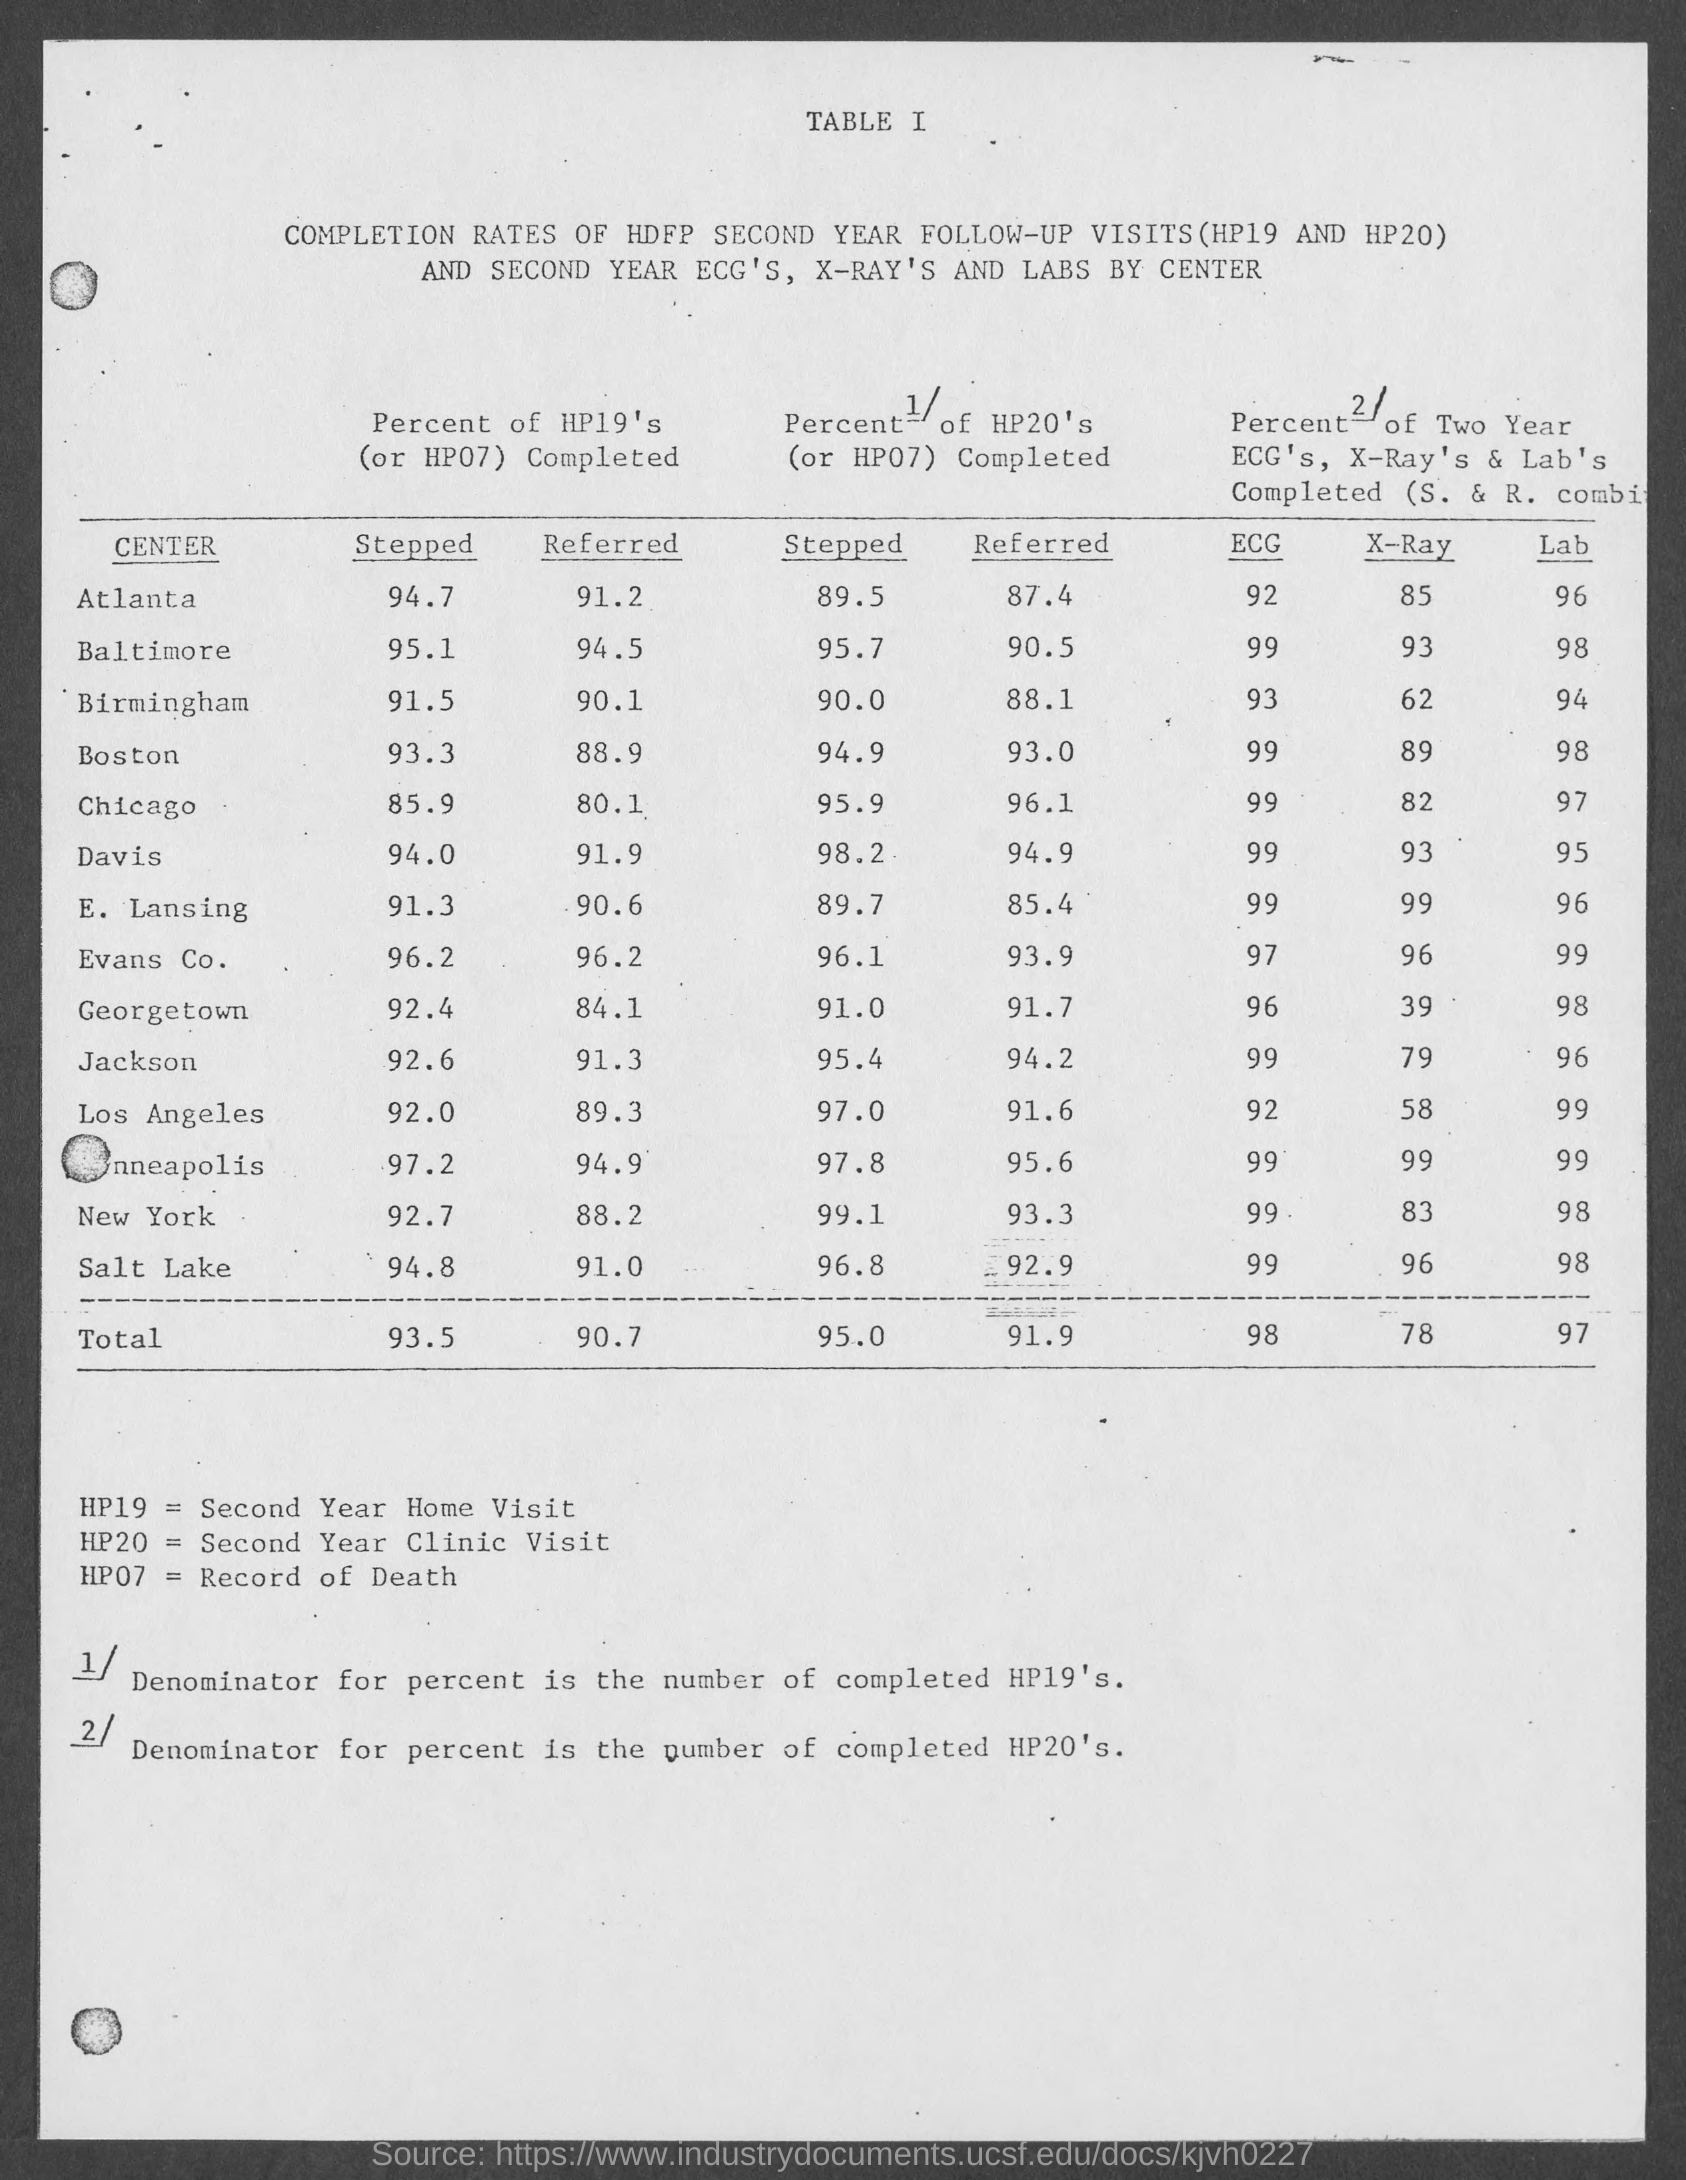 TABLE I
COMPLETION RATES OF HDFP SECOND YEAR FOLLOW-UP VISITS(HP19 AND HP20)
AND SECOND YEAR ECG'S, X-RAY'S AND LABS BY CENTER
Percent of HP19's (or HP07) Completed
Percent 1/ of HP20's (or HP07) Completed
Percent 2/ of Two Year ECG's, X-Ray's & Lab's Completed (S. & R. combi
CENTER Stepped Referred Stepped Referred ECG X-Ray Lab
Atlanta 94.7 91.2 89.5 87.4 92 85 96
Baltimore 95.1 94.5 95.7 90.5 99 93 98
Birmingham 91.5 90.1 90.0 88.1 93 62 94
Boston 93.3 88.9 94.9 93.0 99 89 98
Chicago 85.9 80.1 95.9 96.1 99 82 97
Davis 94.0 91.9 98.2 94.9 99 93 95
E. Lansing 91.3 90.6 89.7 85.4 99 99 96
Evans Co. 96.2 96.2 96.1 93.9 97 96 99
Georgetown 92.4 84.1 91.0 91.7 96 39 98
Jackson 92.6 91.3 95.4 94.2 99 79 96
Los Angeles 92.0 89.3 97.0 91.6 92 58 99
nneapolis 97.2 94.9 97.8 95.6 99 99 99
New York 92.7 88.2 99.1 93.3 99 83 98
Salt Lake 94.8 91.0 96.8 92.9 99 96 98
Total 93.5 90.7 95.0 91.9 98 78 97
HP19 = Second Year Home Visit
HP20 = Second Year Clinic Visit
HP07 = Record of Death
1/ Denominator for percent is the number of completed HP19's.
2/ Denominator for percent is the number of completed HP20's.
Source: https://www.industrydocuments.ucsf.edu/docs/kjvh0227